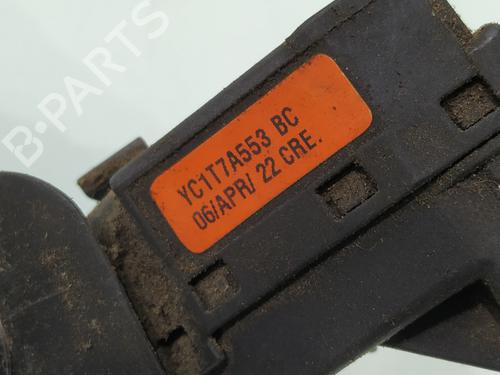 B-PARTS
YC1T7A553 BC
06/APR/ 22 CRE.